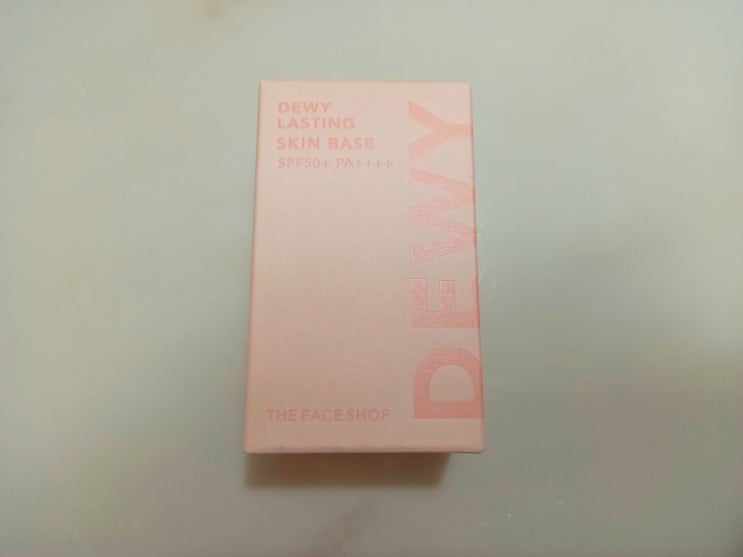 DEWY
LASTING
SKIN BASE
SPF50+ PA++++
THE FACE SHOP
DEWY